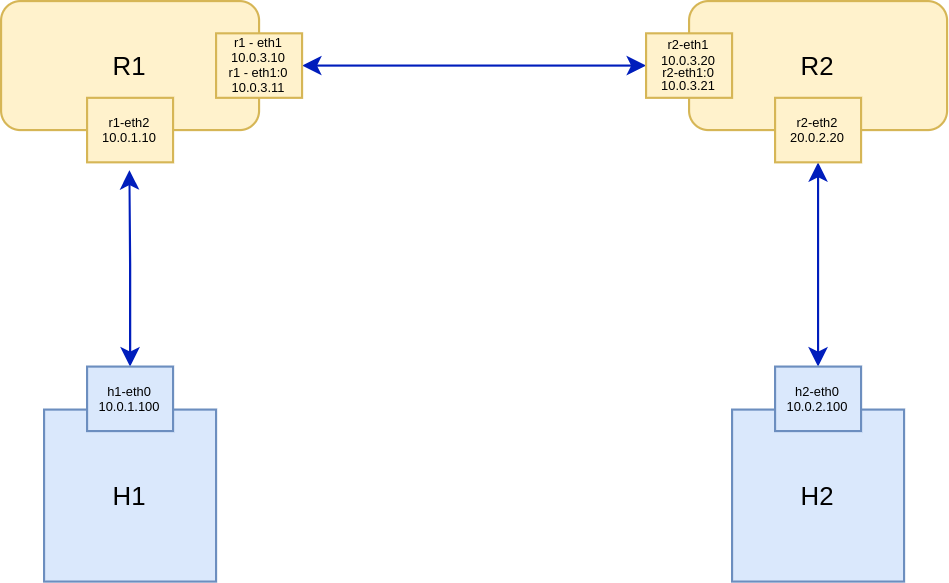 R1
r1 - eth1
10.0.3.10
r1 - eth1:0
10.0.3.11
r1-eth2
10.0.1.10
r2-eth1
10.0.3.20
r2-eth1:0
10.0.3.21
R2
r2-eth2
20.0.2.20
h1-eth0
10.0.1.100
H1
h2-eth0
10.0.2.100
H2